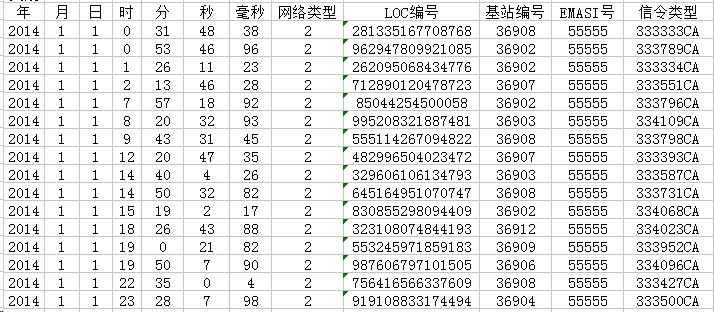 年 月 日 时 分 秒 毫秒 网络类型 LOC编号 基站编号 EMASI号 信令类型
2014 1 1 0 31 48 38 2 281335167708768 36908 55555 333333CA
2014 1 1 0 53 46 96 2 962947809921085 36902 55555 333789CA
2014 1 1 1 26 11 23 2 262095068434776 36902 55555 333334CA
2014 1 1 2 13 46 28 2 712890120478723 36907 55555 333551CA
2014 1 1 7 57 18 92 2 85044254500058 36902 55555 333796CA
2014 1 1 8 20 32 93 2 995208321887481 36903 55555 334109CA
2014 1 1 9 43 31 45 2 555114267094822 36908 55555 333798CA
2014 1 1 12 20 47 35 2 482996504023472 36907 55555 333393CA
2014 1 1 14 40 4 26 2 329606106134793 36903 55555 333587CA
2014 1 1 14 50 32 82 2 645164951070747 36908 55555 333731CA
2014 1 1 15 19 2 17 2 830855298094409 36902 55555 334068CA
2014 1 1 18 26 43 88 2 323108074844193 36912 55555 334023CA
2014 1 1 19 0 21 82 2 553245971859183 36909 55555 333952CA
2014 1 1 19 50 7 90 2 987606797101505 36906 55555 334096CA
2014 1 1 22 35 0 4 2 756416566337609 36908 55555 333427CA
2014 1 1 23 28 7 98 2 919108833174494 36904 55555 333500CA